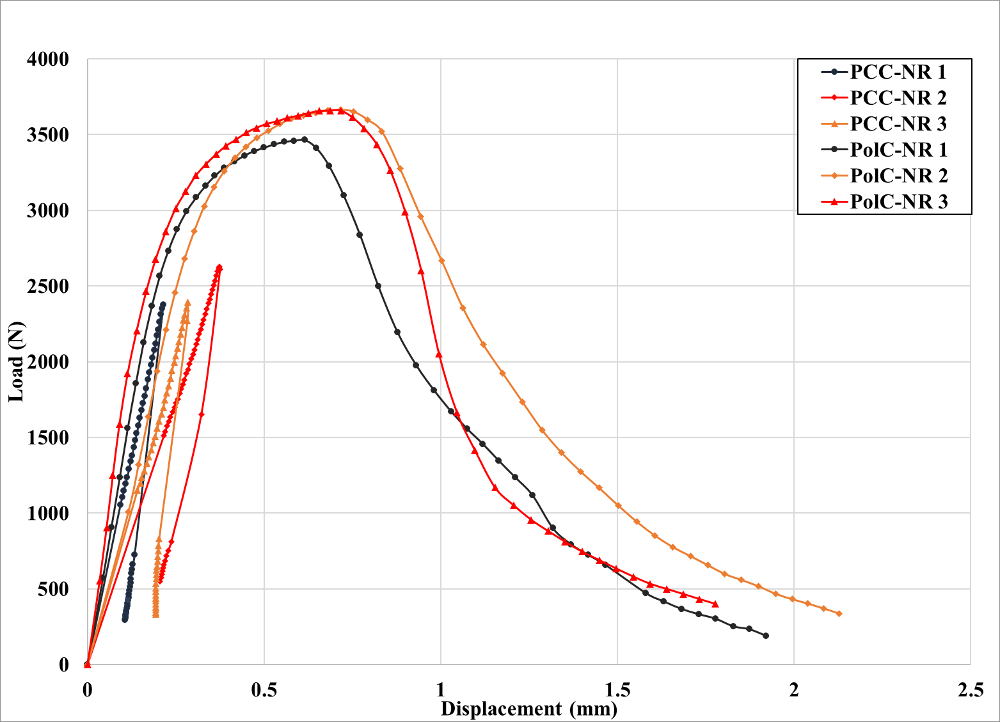 4000
3500
3000
2500
2000
1500
1000
500
0
Load (N)
PCC-NR 1
PCC-NR 2
PCC-NR 3
PolC-NR 1
PolC-NR 2
PolC-NR 3
0 0.5 1 1.5 2 2.5
Displacement (mm)